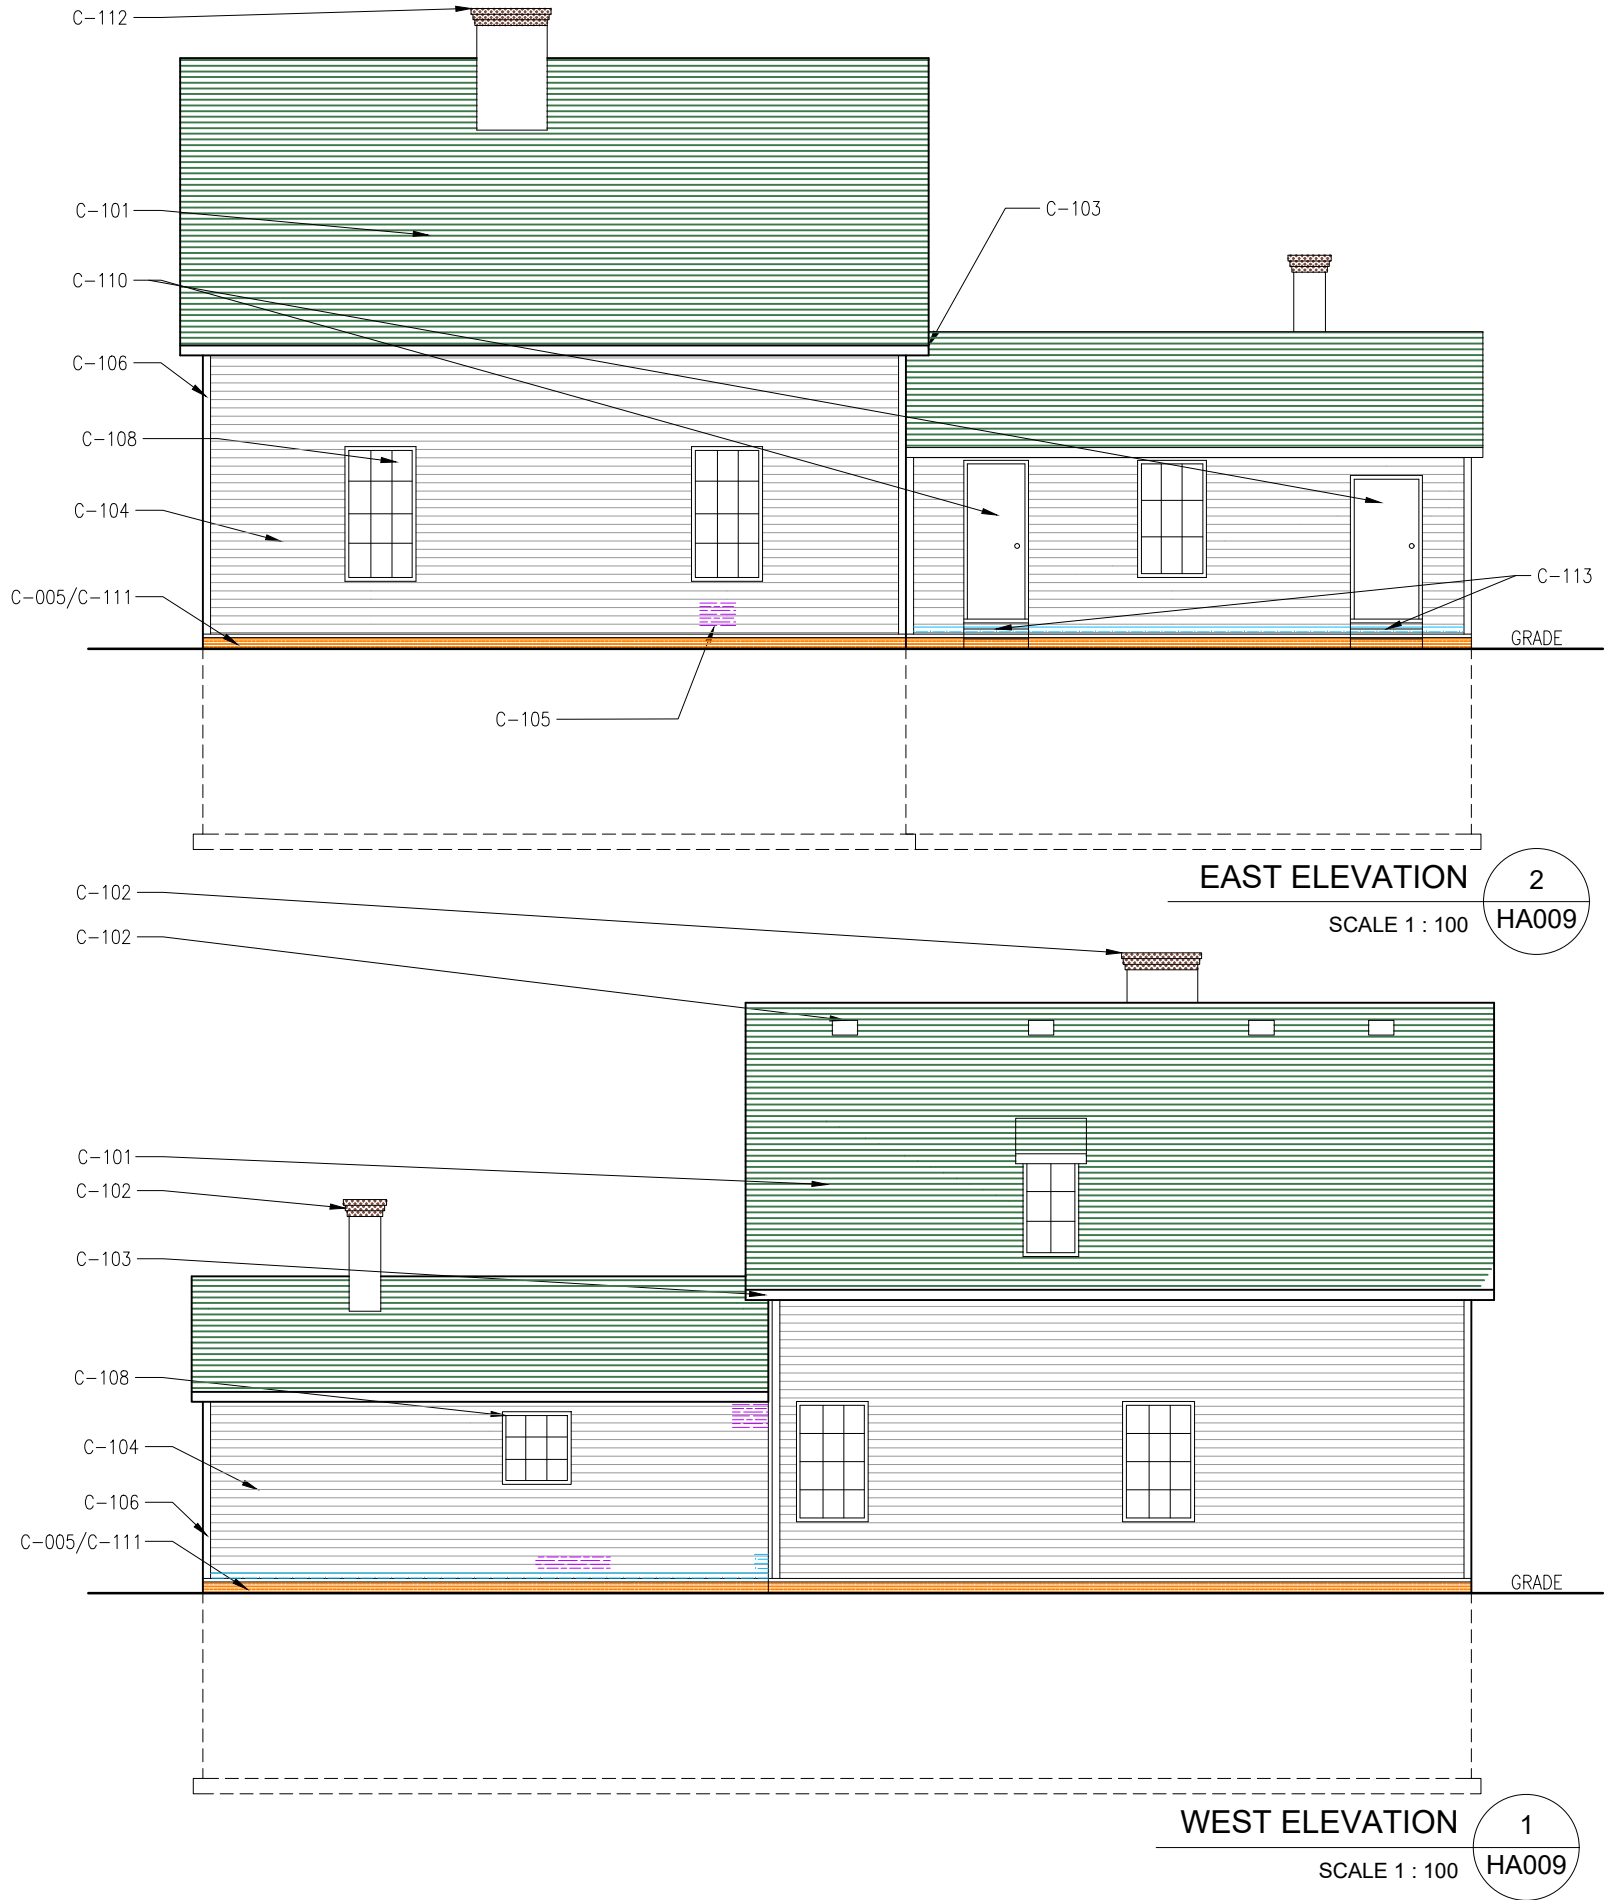 C-112
C-101
C-103
C-110
C-106
C-108
C-104
C-113
C-005/C-111
GRADE
C-105
EAST ELEVATION
2
SCALE 1 : 100
HA009
C-102
C-102
C-101
C-102
C-103
C-108
C-104
C-106
C-005/C-111
GRADE
WEST ELEVATION
1
SCALE 1 : 100
HA009